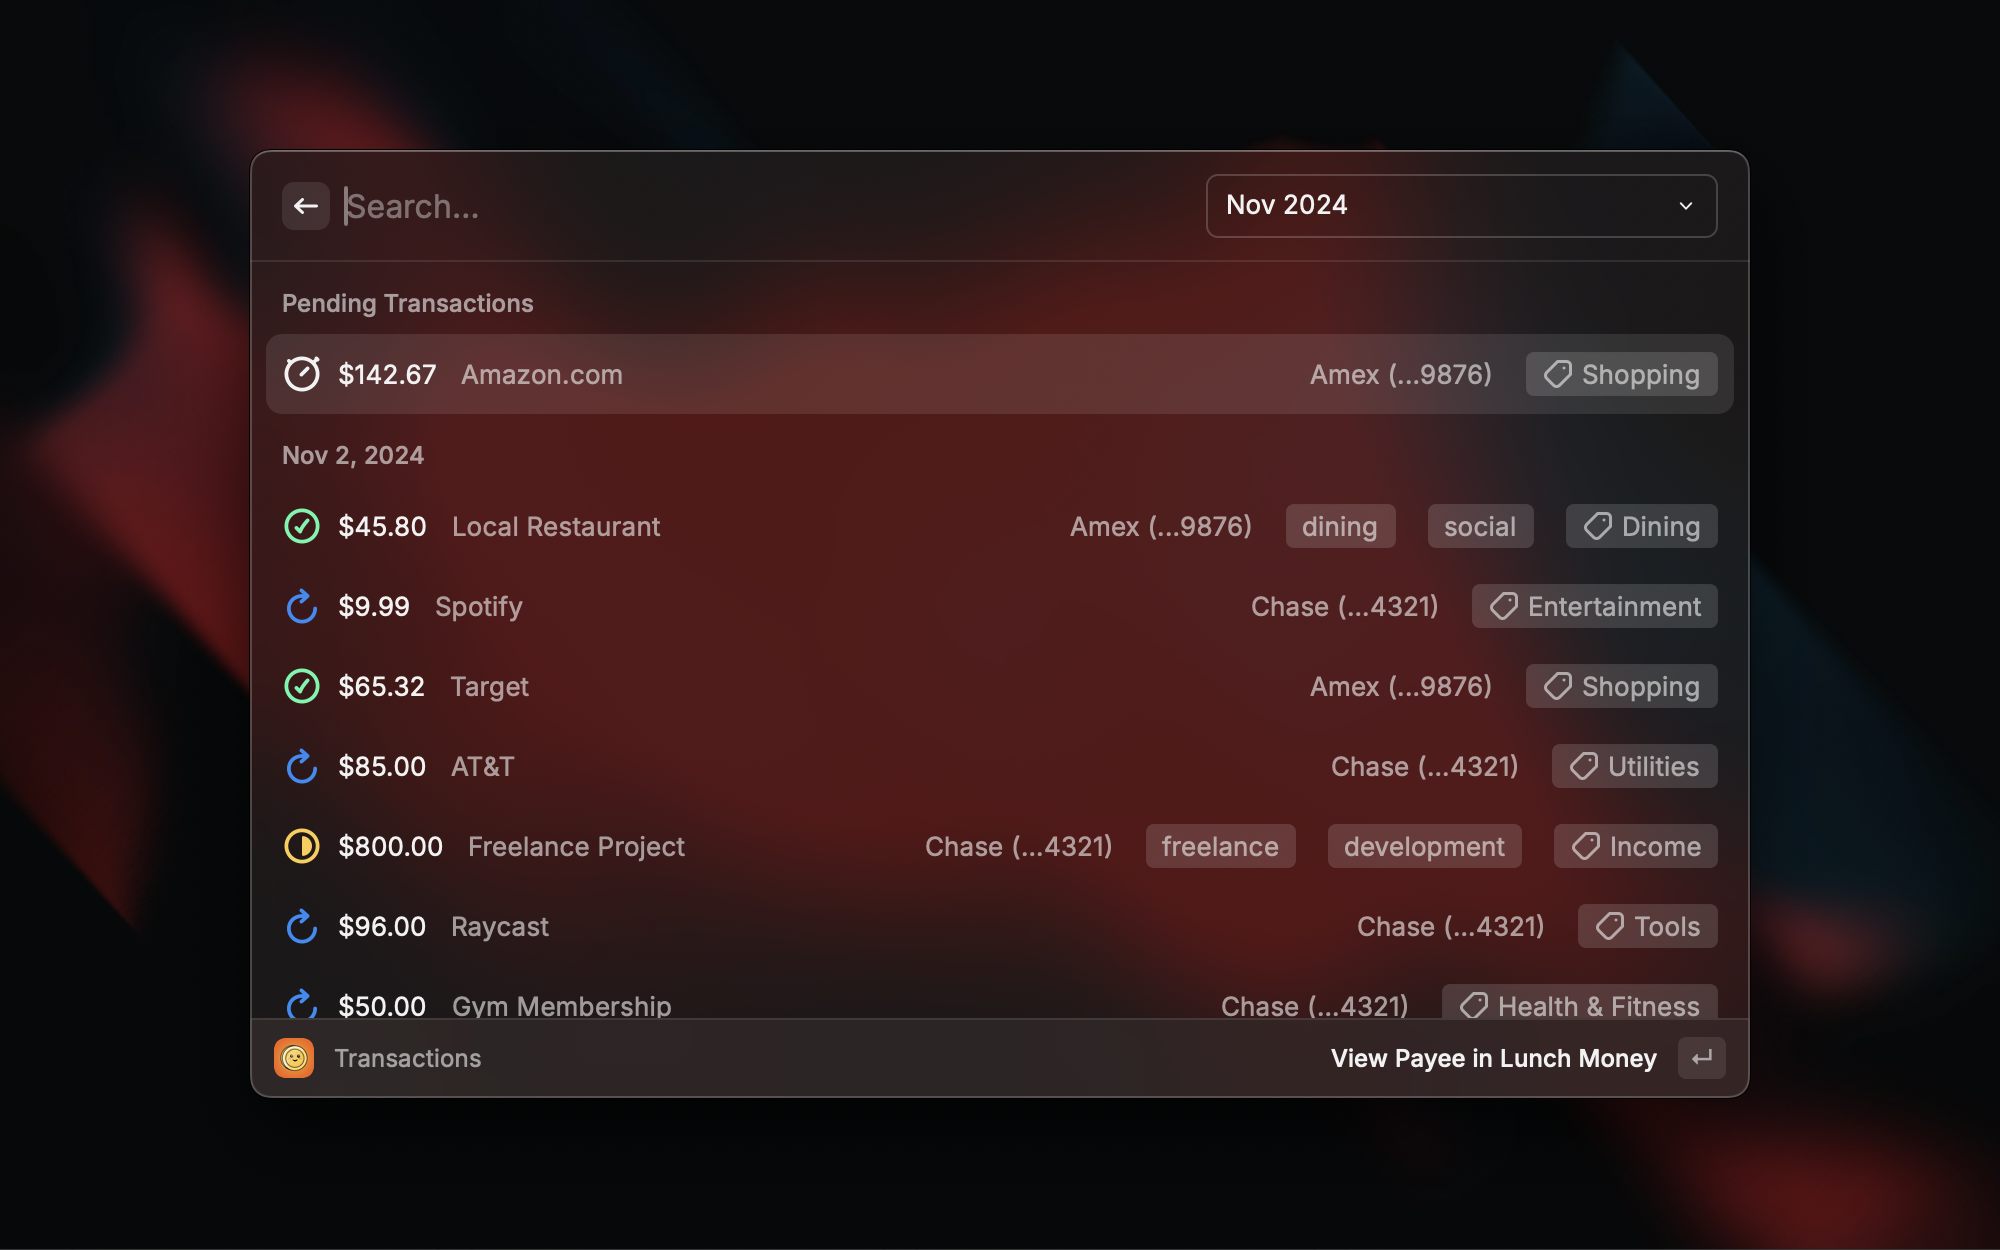 Search...
Nov 2024
Pending Transactions
$142.67 Amazon.com Amex (...9876) Shopping
Nov 2, 2024
$45.80 Local Restaurant Amex (...9876) dining social Dining
$9.99 Spotify Chase (...4321) Entertainment
$65.32 Target Amex (...9876) Shopping
$85.00 AT&T Chase (...4321) Utilities
$800.00 Freelance Project Chase (...4321) freelance development Income
$96.00 Raycast Chase (...4321) Tools
$50.00 Gym Membership Chase (...4321) Health & Fitness
Transactions View Payee in Lunch Money